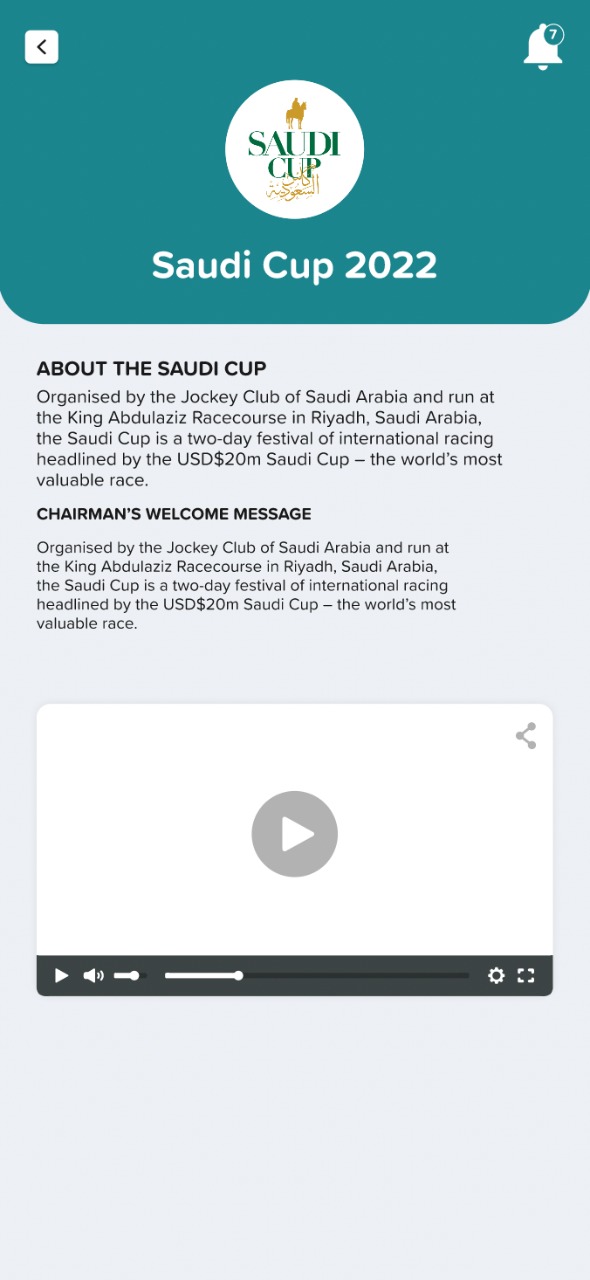 7
SAUDI
CUP
كأس
السعودية
Saudi Cup 2022
ABOUT THE SAUDI CUP
Organised by the Jockey Club of Saudi Arabia and run at
the King Abdulaziz Racecourse in Riyadh, Saudi Arabia,
the Saudi Cup is a two-day festival of international racing
headlined by the USD$20m Saudi Cup – the world’s most
valuable race.
CHAIRMAN’S WELCOME MESSAGE
Organised by the Jockey Club of Saudi Arabia and run at
the King Abdulaziz Racecourse in Riyadh, Saudi Arabia,
the Saudi Cup is a two-day festival of international racing
headlined by the USD$20m Saudi Cup – the world’s most
valuable race.